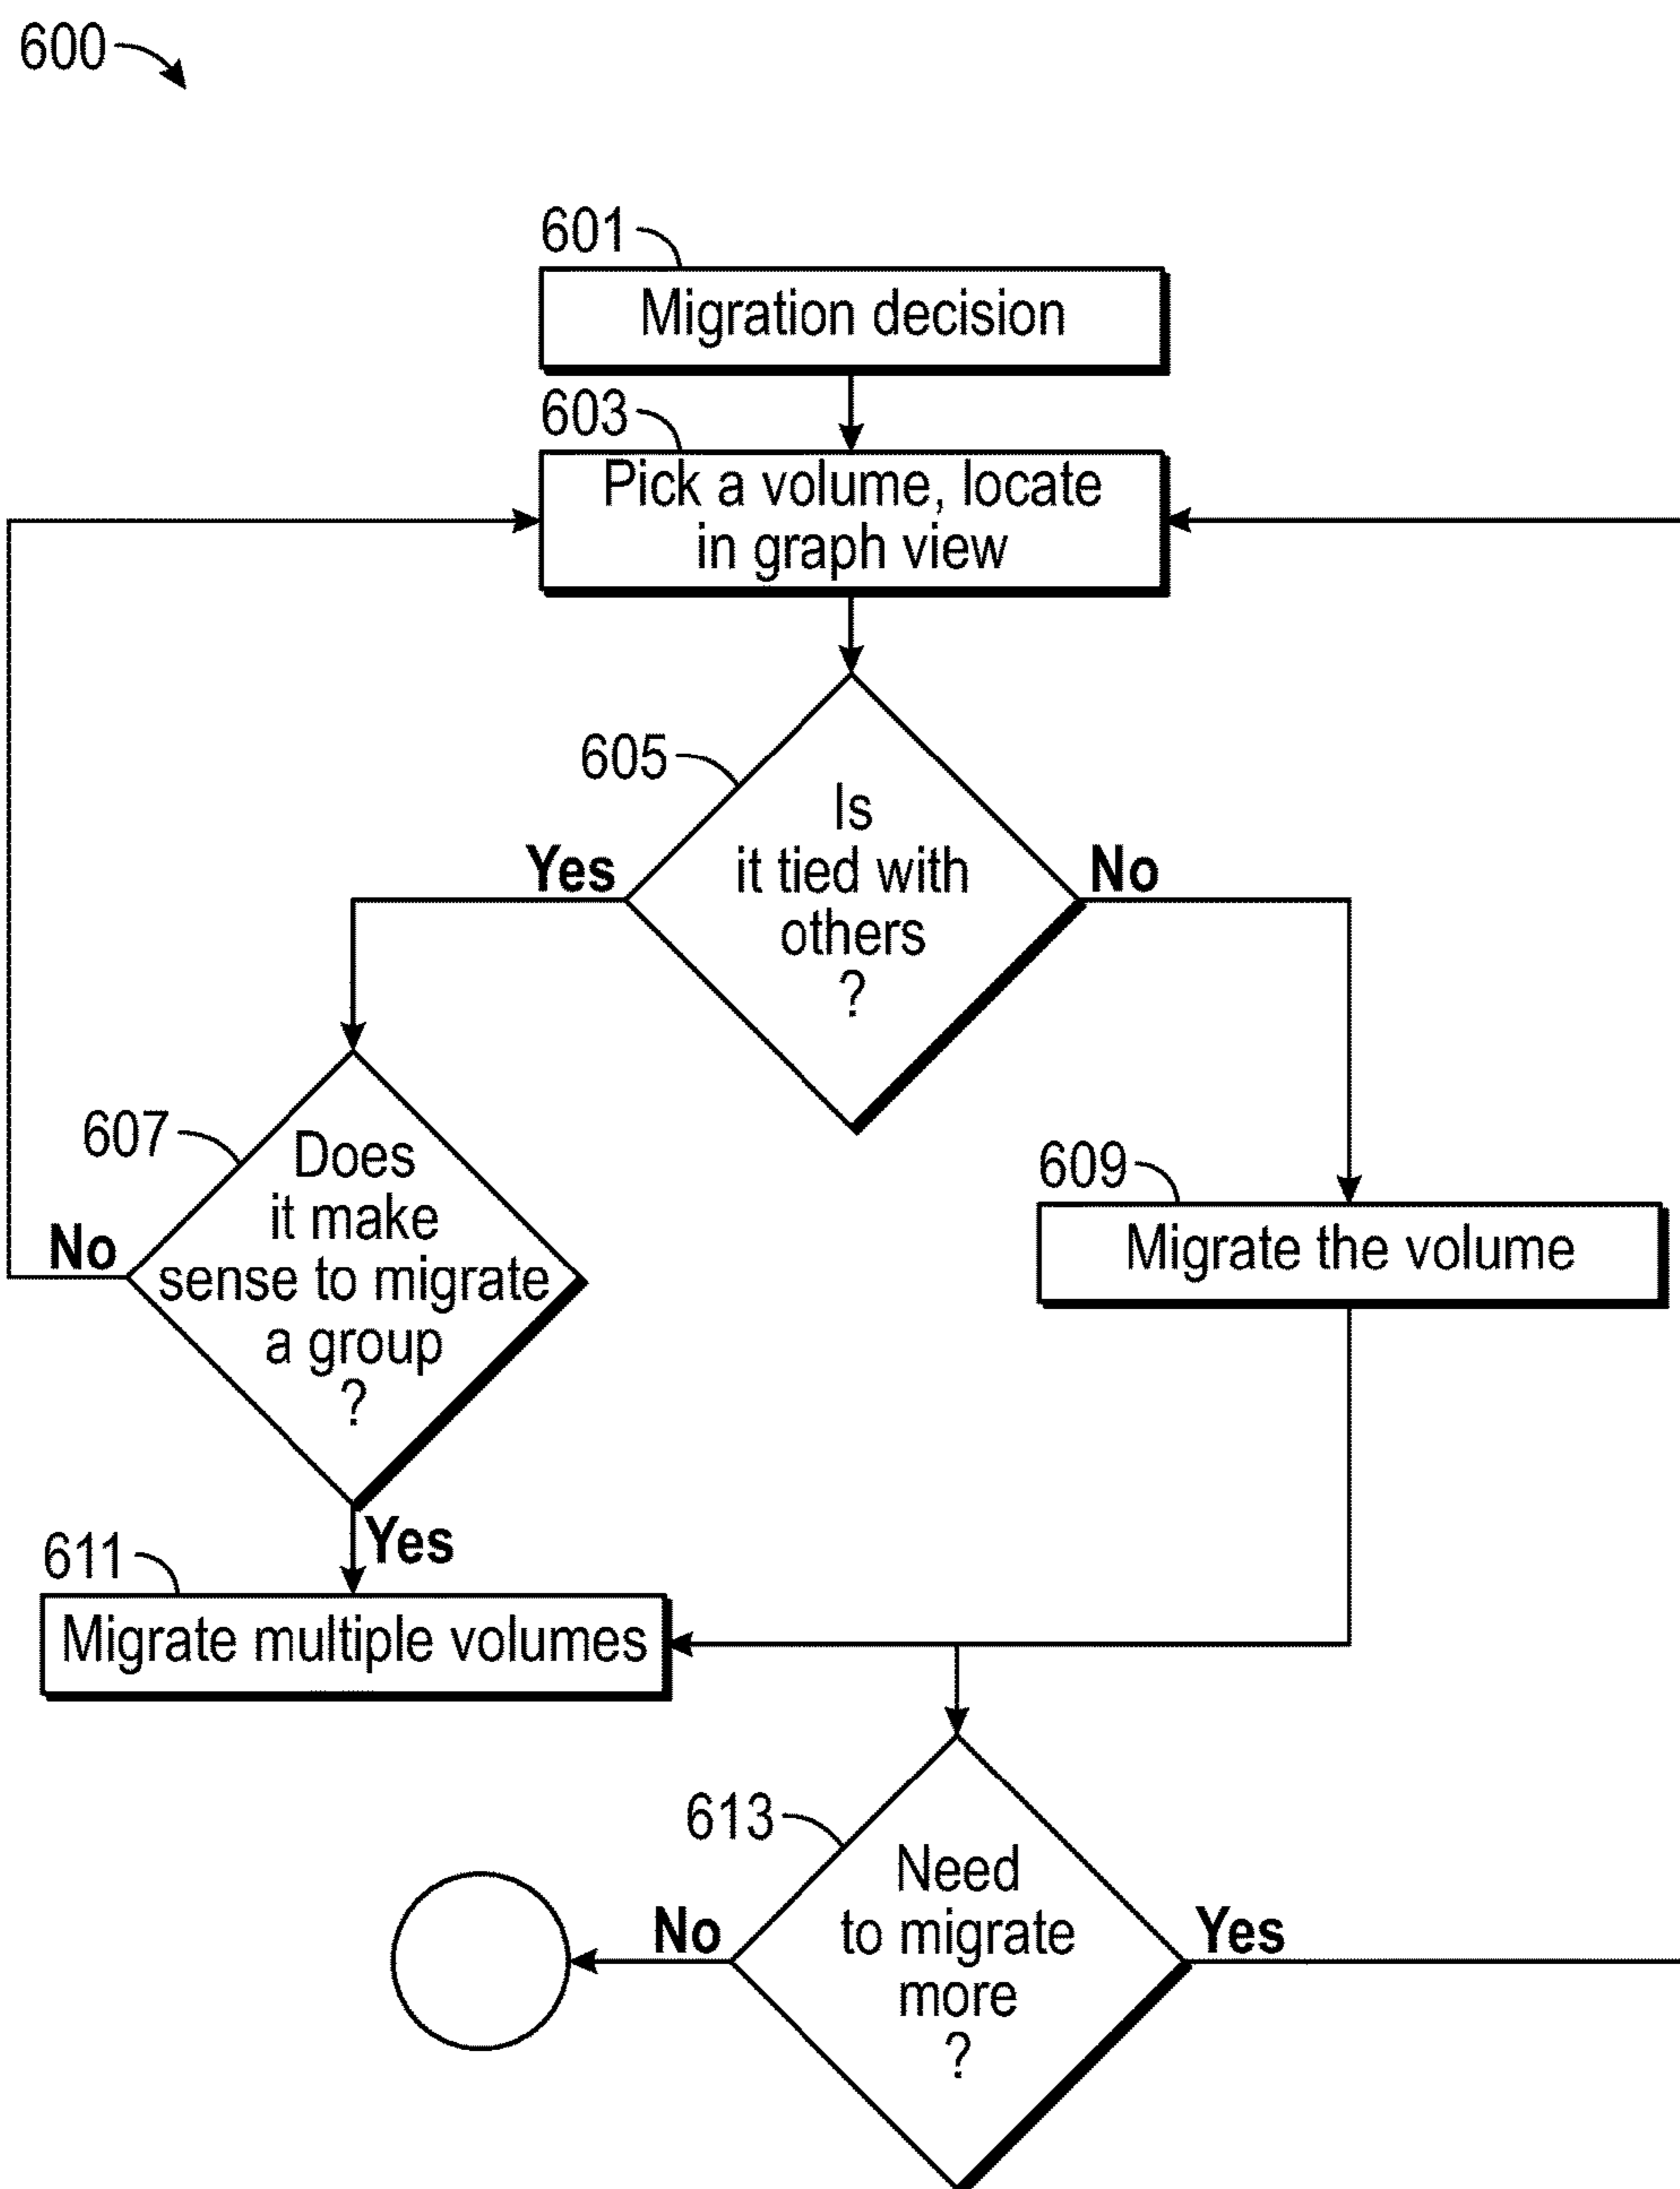 600
601
Migration decision
603
Pick a volume, locate
in graph view
605
Is
it tied with
others
?
Yes
No
607
Does
it make
sense to migrate
a group
?
No
Yes
609
Migrate the volume
611
Migrate multiple volumes
613
Need
to migrate
more
?
No
Yes